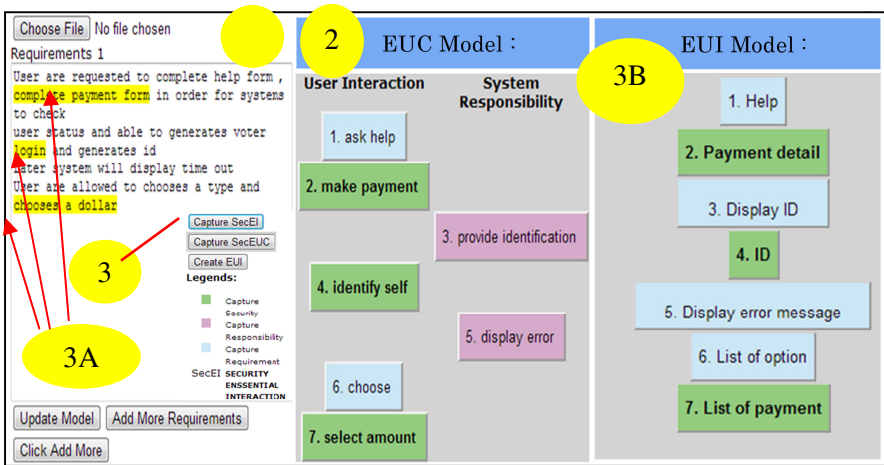 Choose File No file chosen
Requirements 1
User are requested to complete help form ,
complete payment form in order for systems
to check
user status and able to generates voter
login and generates id
Later system will display time out
User are allowed to chooses a type and
chooses a dollar
Capture SecEI
Capture SecEUC
Create EUI
Legends:
Capture
Security
Capture
Responsibility
Capture
Requirement
SecEI SECURITY
ENSSENTIAL
INTERACTION
Update Model Add More Requirements
Click Add More
3
3A
2
EUC Model :
User Interaction
System
Responsibility
1. ask help
2. make payment
3. provide identification
4. identify self
5. display error
6. choose
7. select amount
3B
EUI Model :
1. Help
2. Payment detail
3. Display ID
4. ID
5. Display error message
6. List of option
7. List of payment